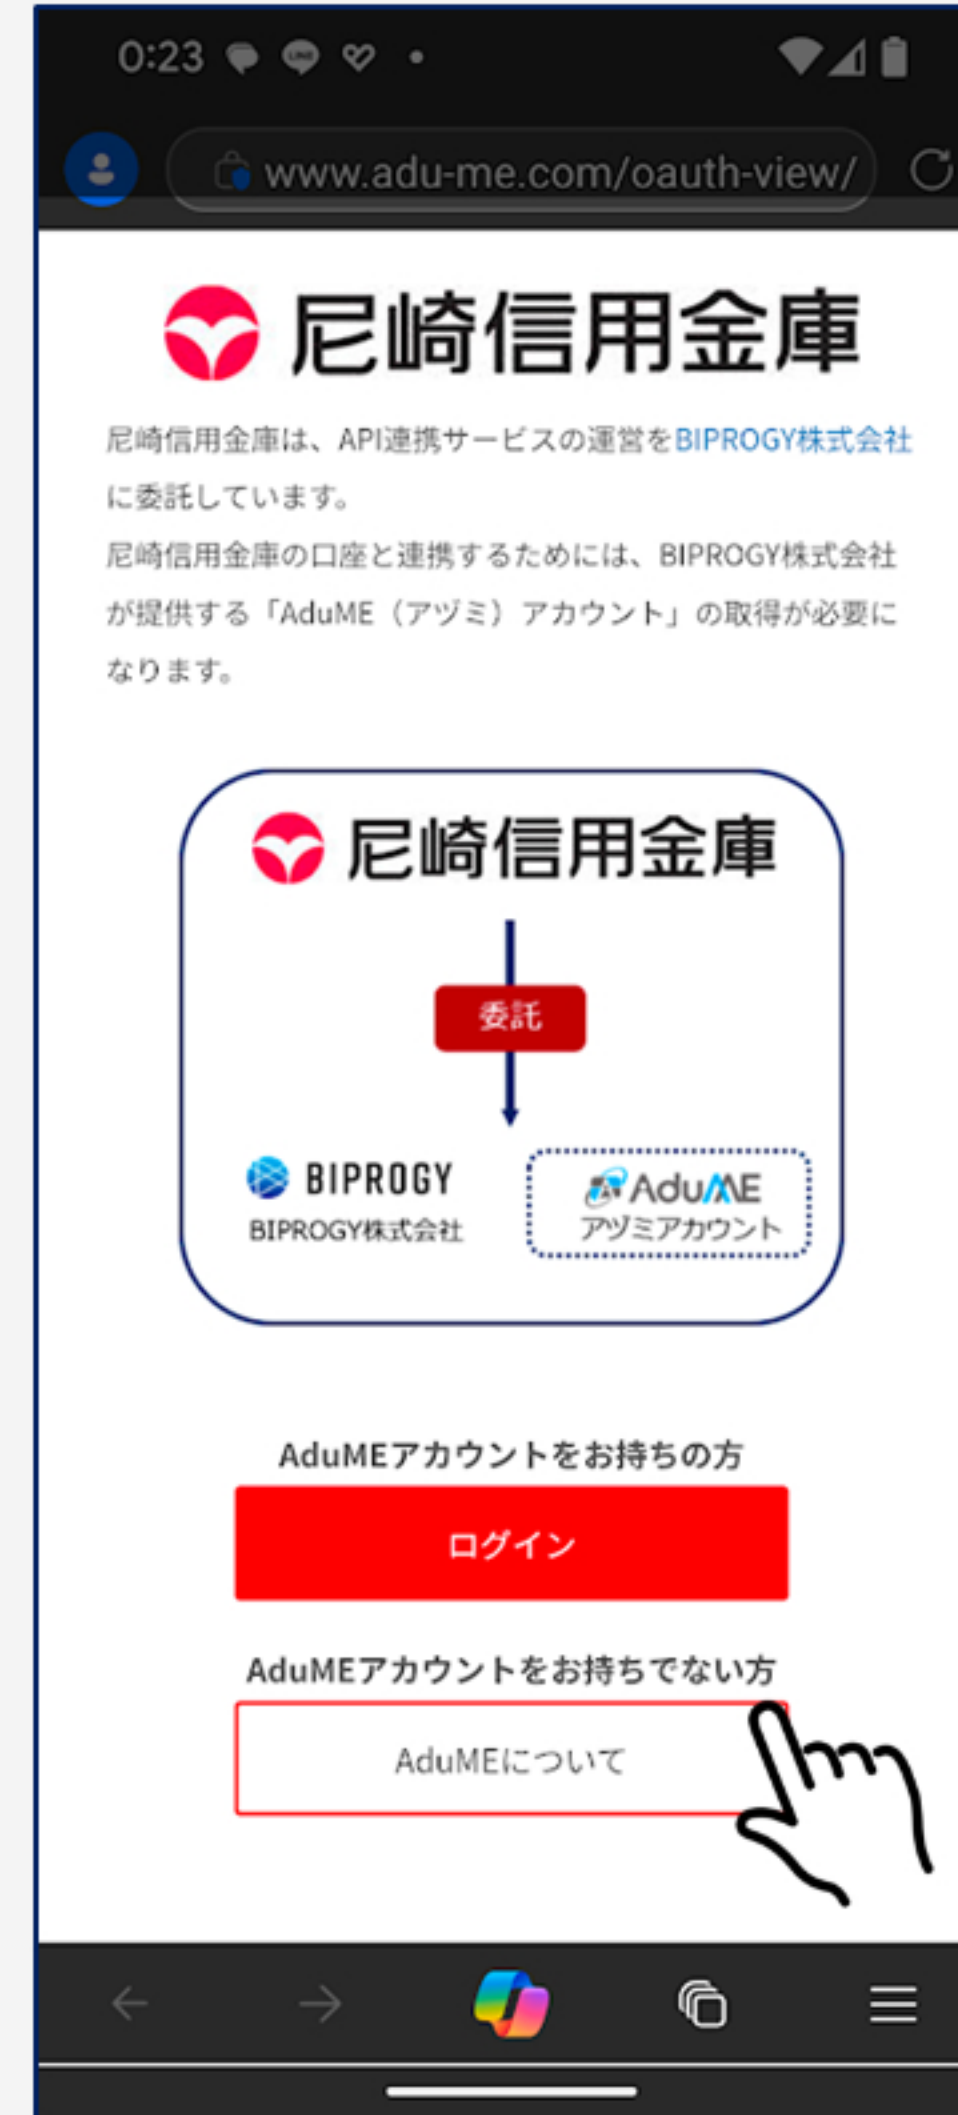 0:23
www.adu-me.com/oauth-view/
尼崎信用金庫
尼崎信用金庫は、API連携サービスの運営をBIPROGY株式会社
に委託しています。
尼崎信用金庫の口座と連携するためには、BIPROGY株式会社
が提供する「AduME（アヅミ）アカウント」の取得が必要に
なります。
尼崎信用金庫
委託
BIPROGY
BIPROGY株式会社
AduME
アヅミアカウント
AduMEアカウントをお持ちの方
ログイン
AduMEアカウントをお持ちでない方
AduMEについて